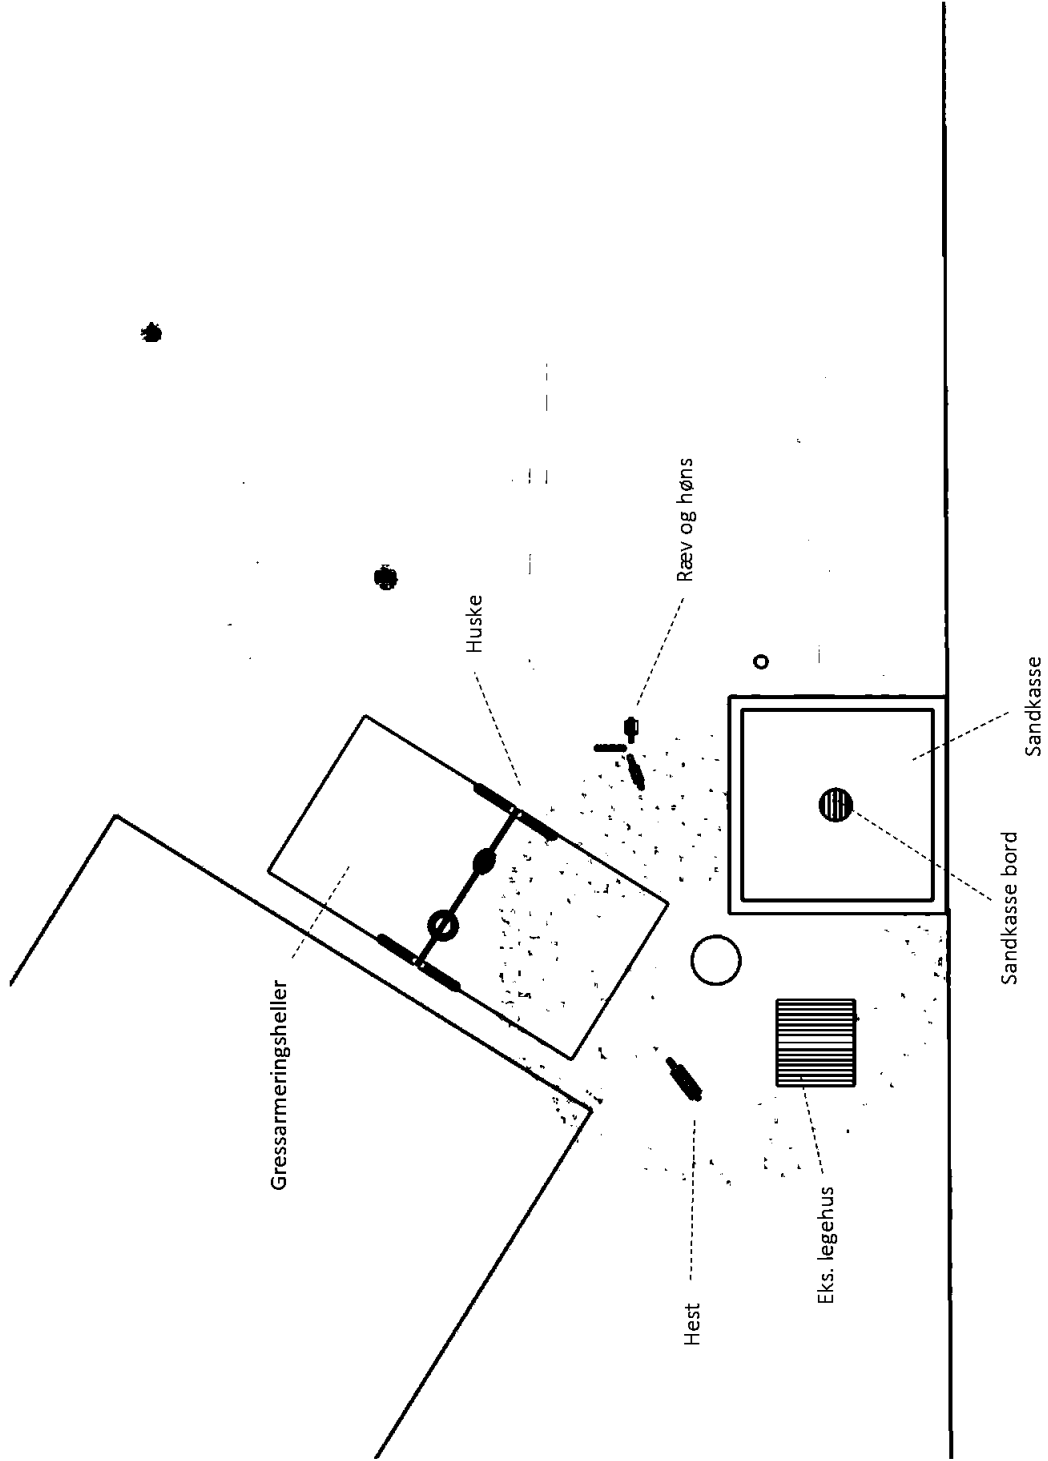 Gressarmeringsheller
Huske
Ræv og høns
Hest
Eks. legehus
Sandkasse bord
Sandkasse